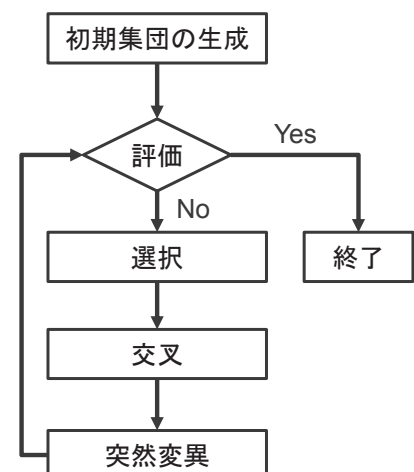 初期集団の生成
評価
Yes
No
選択
終了
交叉
突然変異